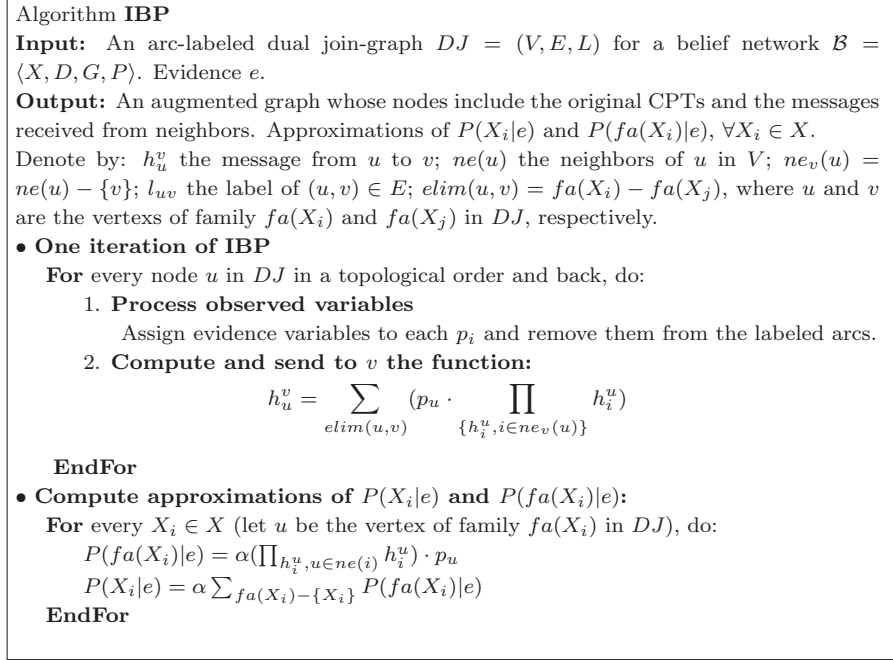 Algorithm IBP
Input: An arc-labeled dual join-graph DJ = (V, E, L) for a belief network ℬ =
⟨X, D, G, P⟩. Evidence e.
Output: An augmented graph whose nodes include the original CPTs and the messages
received from neighbors. Approximations of P(X_i|e) and P(fa(X_i)|e), ∀X_i ∈ X.
Denote by: h_u^v the message from u to v; ne(u) the neighbors of u in V; ne_v(u) =
ne(u) − {v}; l_{uv} the label of (u, v) ∈ E; elim(u, v) = fa(X_i) − fa(X_j), where u and v
are the vertexs of family fa(X_i) and fa(X_j) in DJ, respectively.
• One iteration of IBP
For every node u in DJ in a topological order and back, do:
1. Process observed variables
Assign evidence variables to each p_i and remove them from the labeled arcs.
2. Compute and send to v the function:
h_u^v = ∑_{elim(u,v)} (p_u · ∏_{{h_i^u, i∈ne_v(u)}} h_i^u)
EndFor
• Compute approximations of P(X_i|e) and P(fa(X_i)|e):
For every X_i ∈ X (let u be the vertex of family fa(X_i) in DJ), do:
P(fa(X_i)|e) = α(∏_{h_i^u, u∈ne(i)} h_i^u) · p_u
P(X_i|e) = α ∑_{fa(X_i)−{X_i}} P(fa(X_i)|e)
EndFor